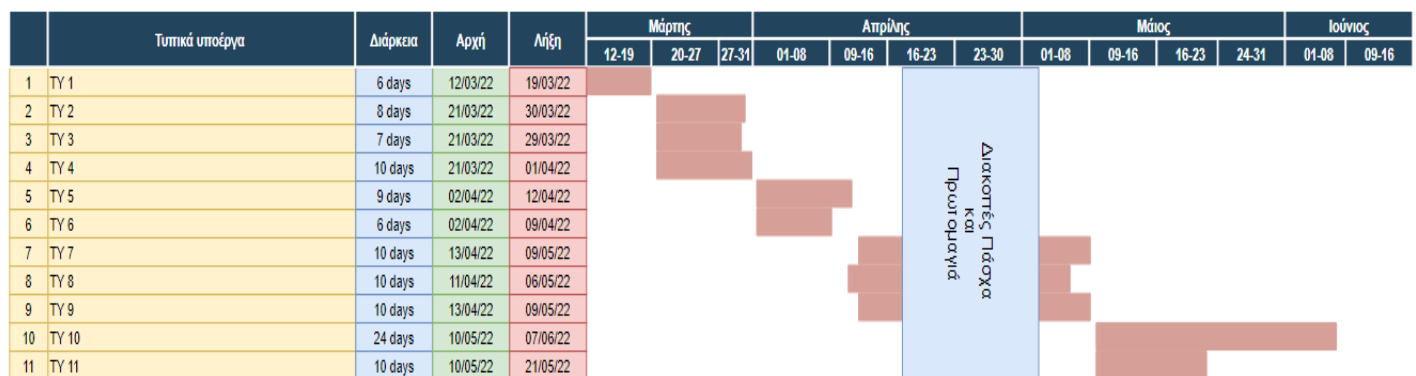 Τυπικά υποέργα Διάρκεια Αρχή Λήξη Μάρτης Απρίλης Μάιος Ιούνιος
12-19 20-27 27-31 01-08 09-16 16-23 23-30 01-08 09-16 16-23 24-31 01-08 09-16
1 ΤΥ 1 6 days 12/03/22 19/03/22
2 ΤΥ 2 8 days 21/03/22 30/03/22
3 ΤΥ 3 7 days 21/03/22 29/03/22
4 ΤΥ 4 10 days 21/03/22 01/04/22
5 ΤΥ 5 9 days 02/04/22 12/04/22
6 ΤΥ 6 6 days 02/04/22 09/04/22
7 ΤΥ 7 10 days 13/04/22 09/05/22
8 ΤΥ 8 10 days 11/04/22 06/05/22
9 ΤΥ 9 10 days 13/04/22 09/05/22
10 ΤΥ 10 24 days 10/05/22 07/06/22
11 ΤΥ 11 10 days 10/05/22 21/05/22
Διακοπές Πάσχα
και
Πρωτομαγιά